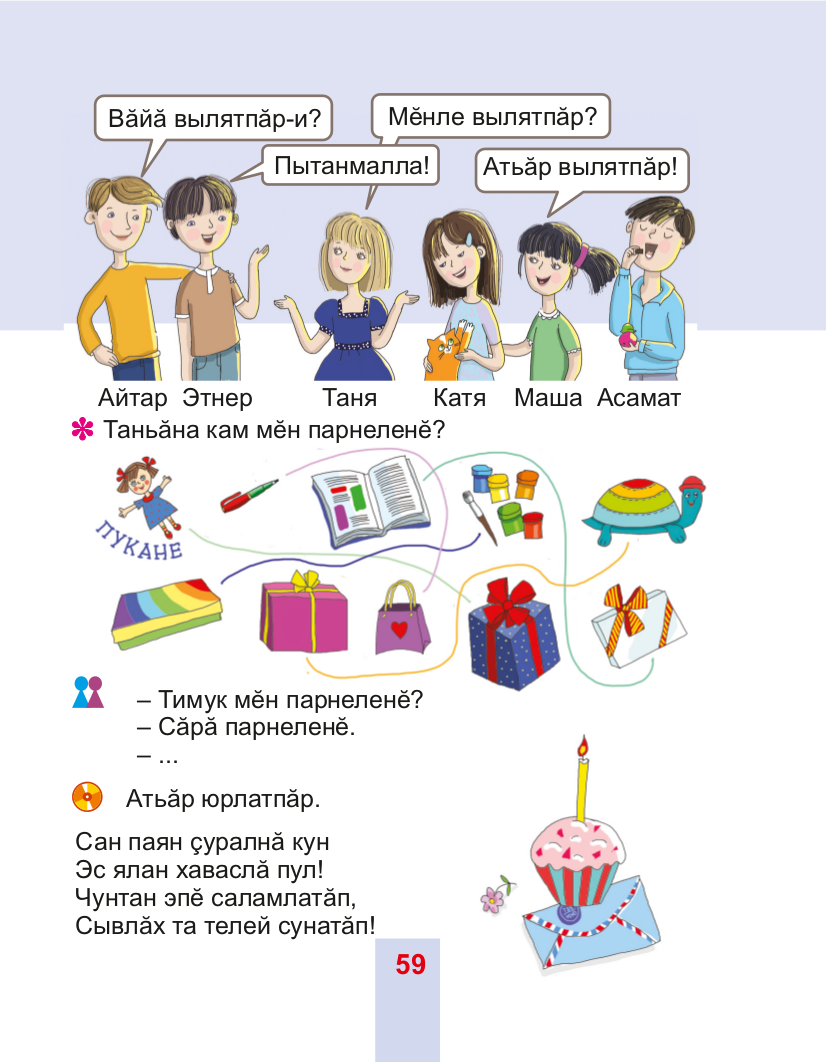 Вăйă вылятпăр-и?
Мĕнле вылятпăр?
Пытанмалла!
Атьăр вылятпăр!
Айтар Этнер Таня Катя Маша Асамат
Таньăна кам мĕн парнеленĕ?
ПУКАНЕ
– Тимук мĕн парнеленĕ?
– Сăрă парнеленĕ.
– ...
Атьăр юрлатпăр.
Сан паян çуралнă кун
Эс ялан хаваслă пул!
Чунтан эпĕ саламлатăп,
Сывлăх та телей сунатăп!
59